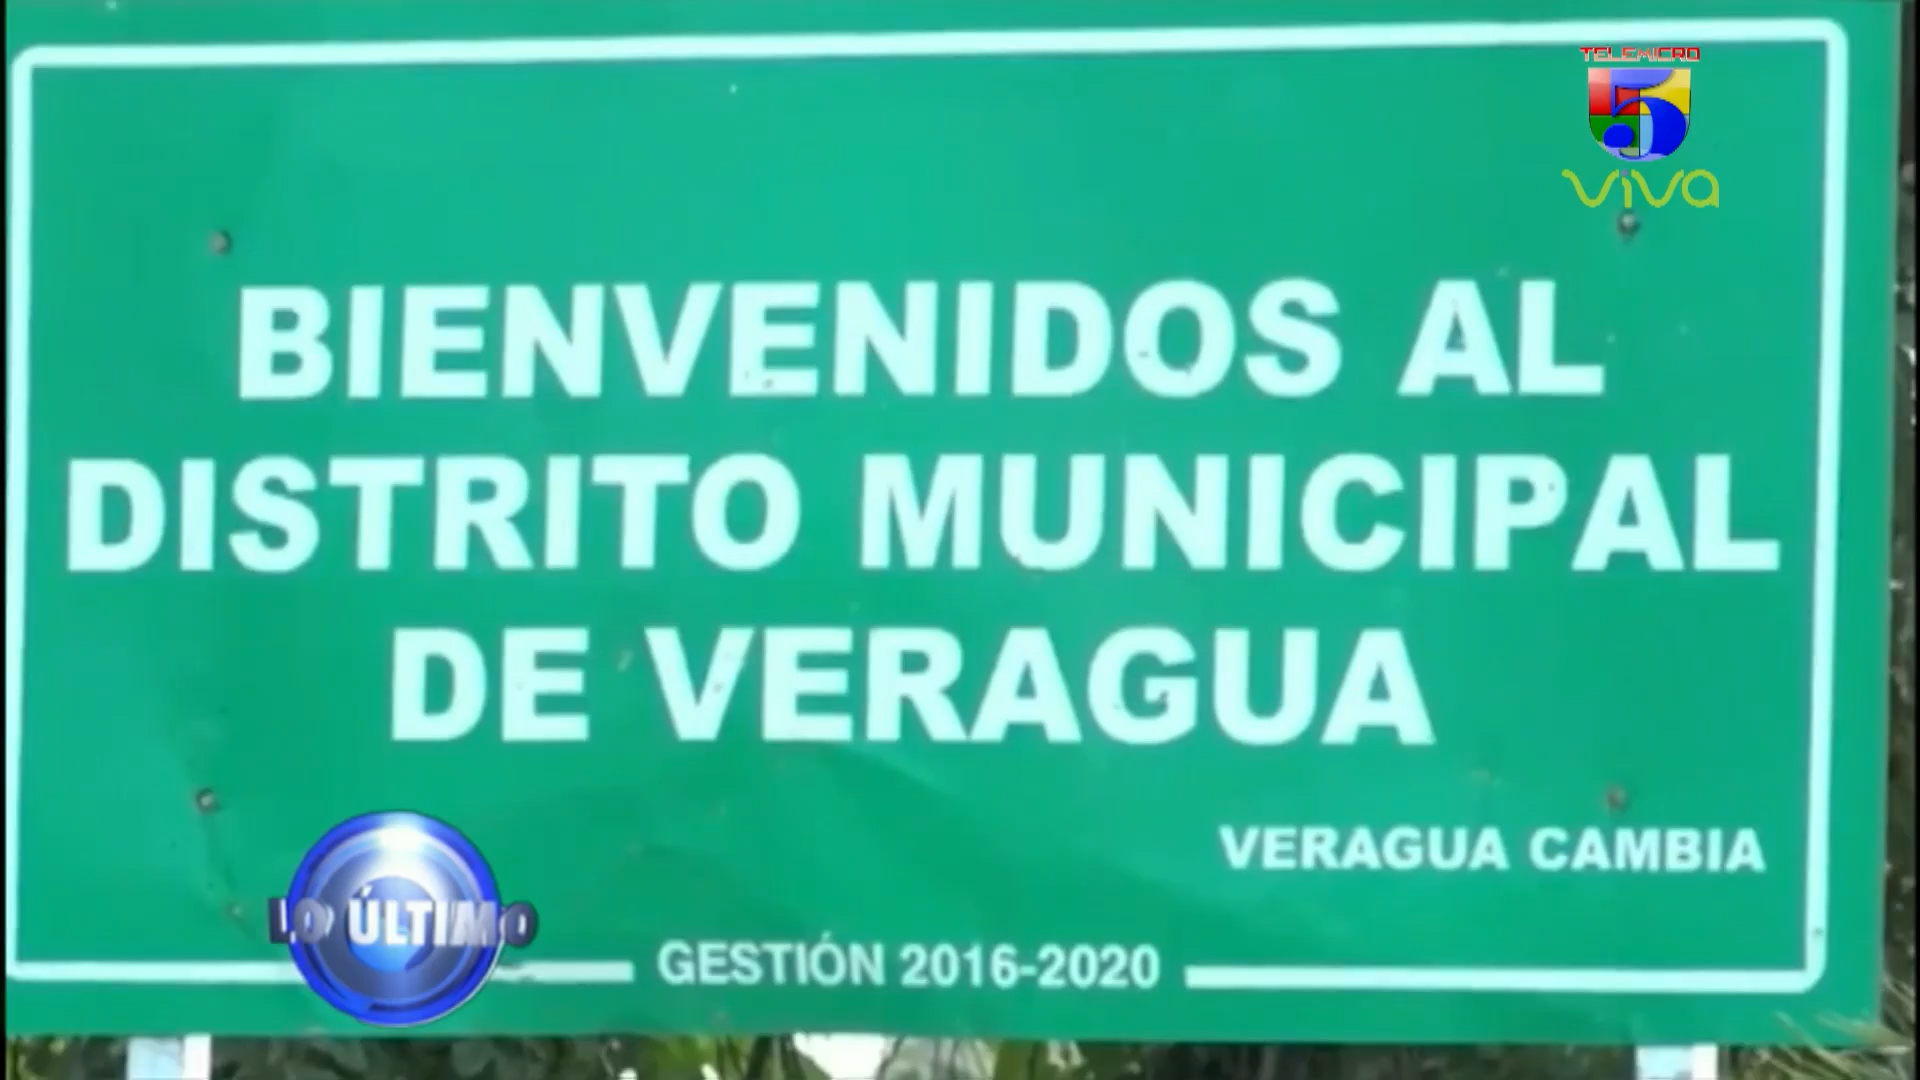 TELEMICRO
5
viva
BIENVENIDOS AL
DISTRITO MUNICIPAL
DE VERAGUA
VERAGUA CAMBIA
LO ÚLTIMO
GESTIÓN 2016-2020